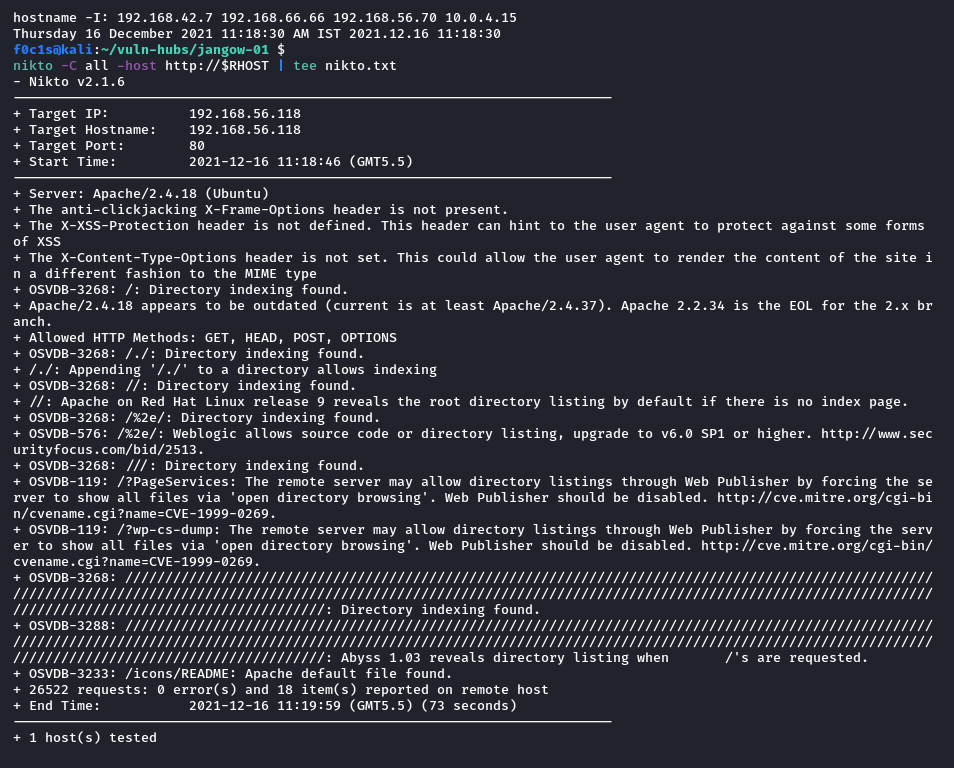 hostname -I: 192.168.42.7 192.168.66.66 192.168.56.70 10.0.4.15
Thursday 16 December 2021 11:18:30 AM IST 2021.12.16 11:18:30
f0c1s@kali:~/vuln-hubs/jangow-01 $
nikto -C all -host http://$RHOST | tee nikto.txt
- Nikto v2.1.6
---------------------------------------------------------------------------
+ Target IP:          192.168.56.118
+ Target Hostname:    192.168.56.118
+ Target Port:        80
+ Start Time:         2021-12-16 11:18:46 (GMT5.5)
---------------------------------------------------------------------------
+ Server: Apache/2.4.18 (Ubuntu)
+ The anti-clickjacking X-Frame-Options header is not present.
+ The X-XSS-Protection header is not defined. This header can hint to the user agent to protect against some forms
of XSS
+ The X-Content-Type-Options header is not set. This could allow the user agent to render the content of the site i
n a different fashion to the MIME type
+ OSVDB-3268: /: Directory indexing found.
+ Apache/2.4.18 appears to be outdated (current is at least Apache/2.4.37). Apache 2.2.34 is the EOL for the 2.x br
anch.
+ Allowed HTTP Methods: GET, HEAD, POST, OPTIONS
+ OSVDB-3268: /./: Directory indexing found.
+ /./: Appending '/./' to a directory allows indexing
+ OSVDB-3268: //: Directory indexing found.
+ //: Apache on Red Hat Linux release 9 reveals the root directory listing by default if there is no index page.
+ OSVDB-3268: /%2e/: Directory indexing found.
+ OSVDB-576: /%2e/: Weblogic allows source code or directory listing, upgrade to v6.0 SP1 or higher. http://www.sec
urityfocus.com/bid/2513.
+ OSVDB-3268: ///: Directory indexing found.
+ OSVDB-119: /?PageServices: The remote server may allow directory listings through Web Publisher by forcing the se
rver to show all files via 'open directory browsing'. Web Publisher should be disabled. http://cve.mitre.org/cgi-bi
n/cvename.cgi?name=CVE-1999-0269.
+ OSVDB-119: /?wp-cs-dump: The remote server may allow directory listings through Web Publisher by forcing the serv
er to show all files via 'open directory browsing'. Web Publisher should be disabled. http://cve.mitre.org/cgi-bin/
cvename.cgi?name=CVE-1999-0269.
+ OSVDB-3268: /////////////////////////////////////////////////////////////////////////////////////////////////////
///////////////////////////////////////////////////////////////////////////////////////////////////////////////////
///////////////////////////////////////: Directory indexing found.
+ OSVDB-3288: /////////////////////////////////////////////////////////////////////////////////////////////////////
///////////////////////////////////////////////////////////////////////////////////////////////////////////////////
///////////////////////////////////////: Abyss 1.03 reveals directory listing when       /'s are requested.
+ OSVDB-3233: /icons/README: Apache default file found.
+ 26522 requests: 0 error(s) and 18 item(s) reported on remote host
+ End Time:           2021-12-16 11:19:59 (GMT5.5) (73 seconds)
---------------------------------------------------------------------------
+ 1 host(s) tested